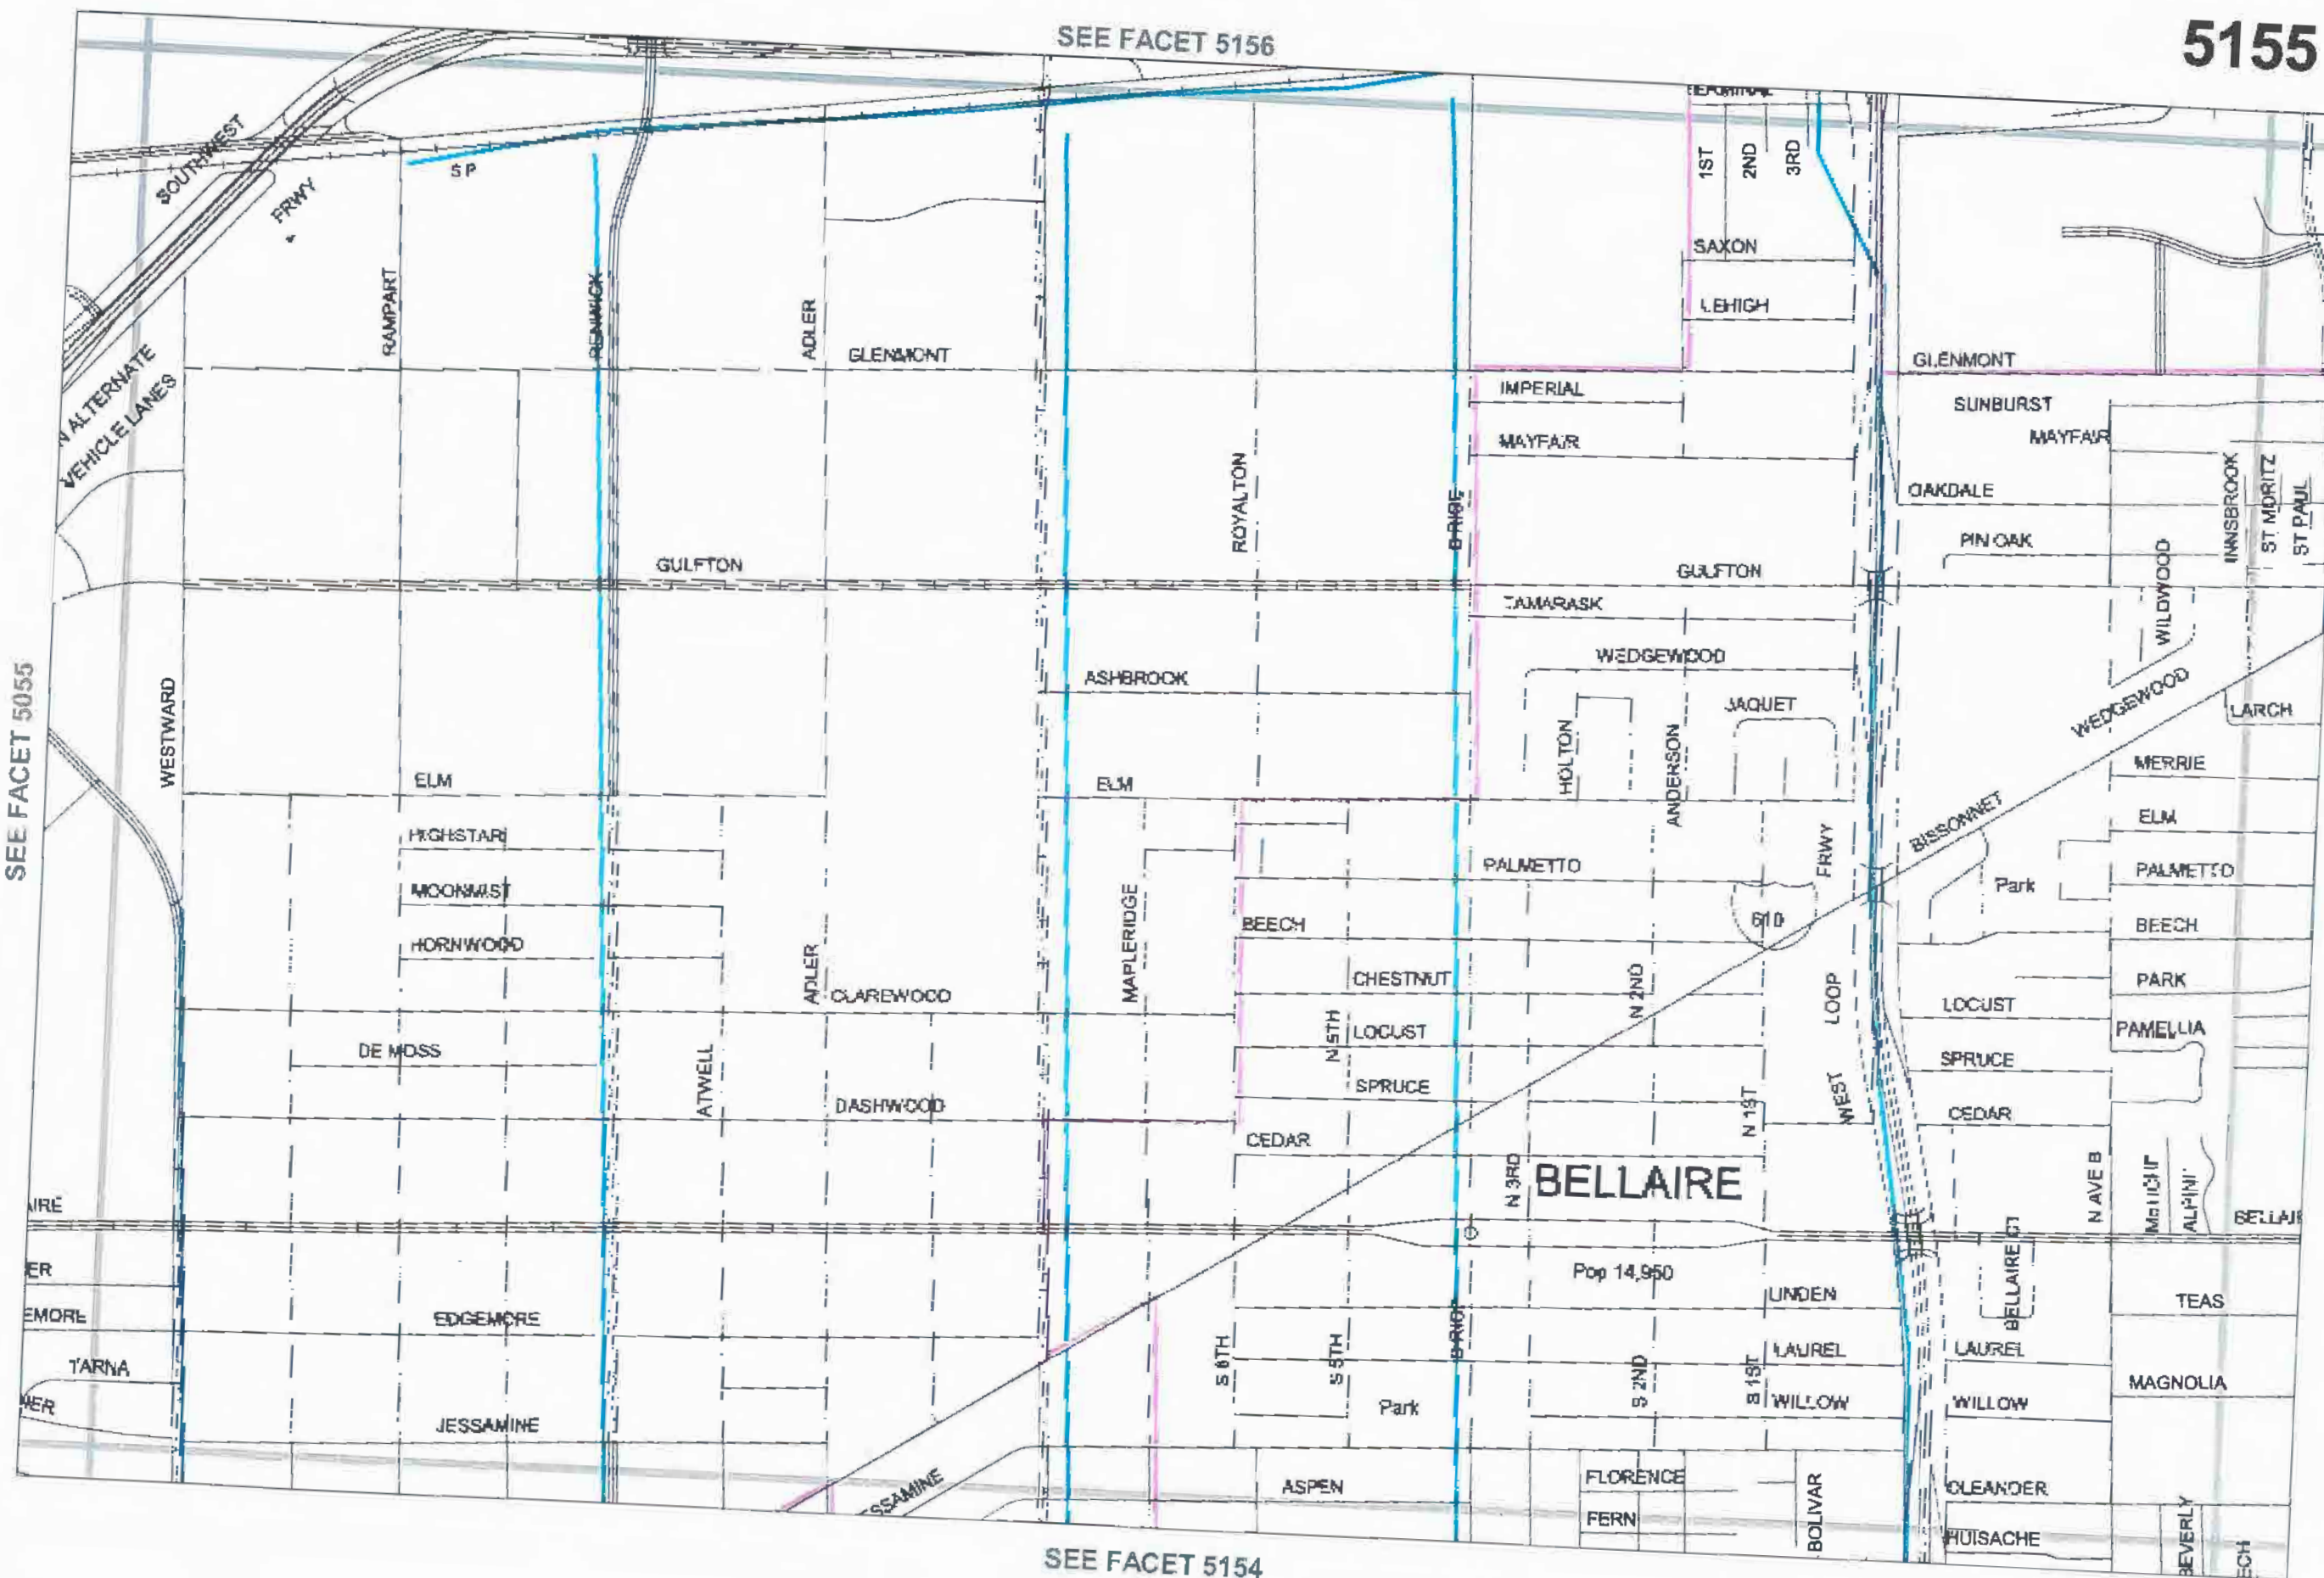 SEE FACET 5156
5155
SOUTHWEST
FRWY
S P
1ST
2ND
3RD
SAXON
LEHIGH
RAMPART
RENWICK
ADLER
GLENMONT
GLENMONT
N ALTERNATE
VEHICLE LANES
IMPERIAL
SUNBURST
MAYFAIR
MAYFAIR
ROYALTON
OAKDALE
INNSBROOK
ST MORITZ
ST PAUL
PIN OAK
GULFTON
GULFTON
TAMARASK
WILDWOOD
WEDGEWOOD
ASHBROOK
SEE FACET 5055
WESTWARD
JAQUET
WEDGEWOOD
LARCH
HOLTON
ANDERSON
MERRIE
ELM
ELM
BISSONNET
ELM
HIGHSTAR
FRWY
PALMETTO
PALMETTO
MOONMIST
Park
610
MAPLERIDGE
BEECH
BEECH
HORNWOOD
ADLER
CHESTNUT
N 2ND
PARK
CLAREWOOD
LOOP
LOCUST
N 5TH
LOCUST
PAMELLIA
DE MOSS
SPRUCE
ATWELL
SPRUCE
N 1ST
WEST
DASHWOOD
CEDAR
CEDAR
N 3RD
BELLAIRE
N AVE B
AIRE
BELLAIR
BELLAIRE CT
ER
Pop 14,950
LINDEN
TEAS
EMORE
EDGEMORE
S 6TH
S 5TH
LAUREL
LAUREL
TARNA
S 2ND
S 1ST
MAGNOLIA
Park
WILLOW
WILLOW
JESSAMINE
SSAMINE
ASPEN
FLORENCE
BOLIVAR
OLEANDER
FERN
HUISACHE
BEVERLY
ECH
SEE FACET 5154